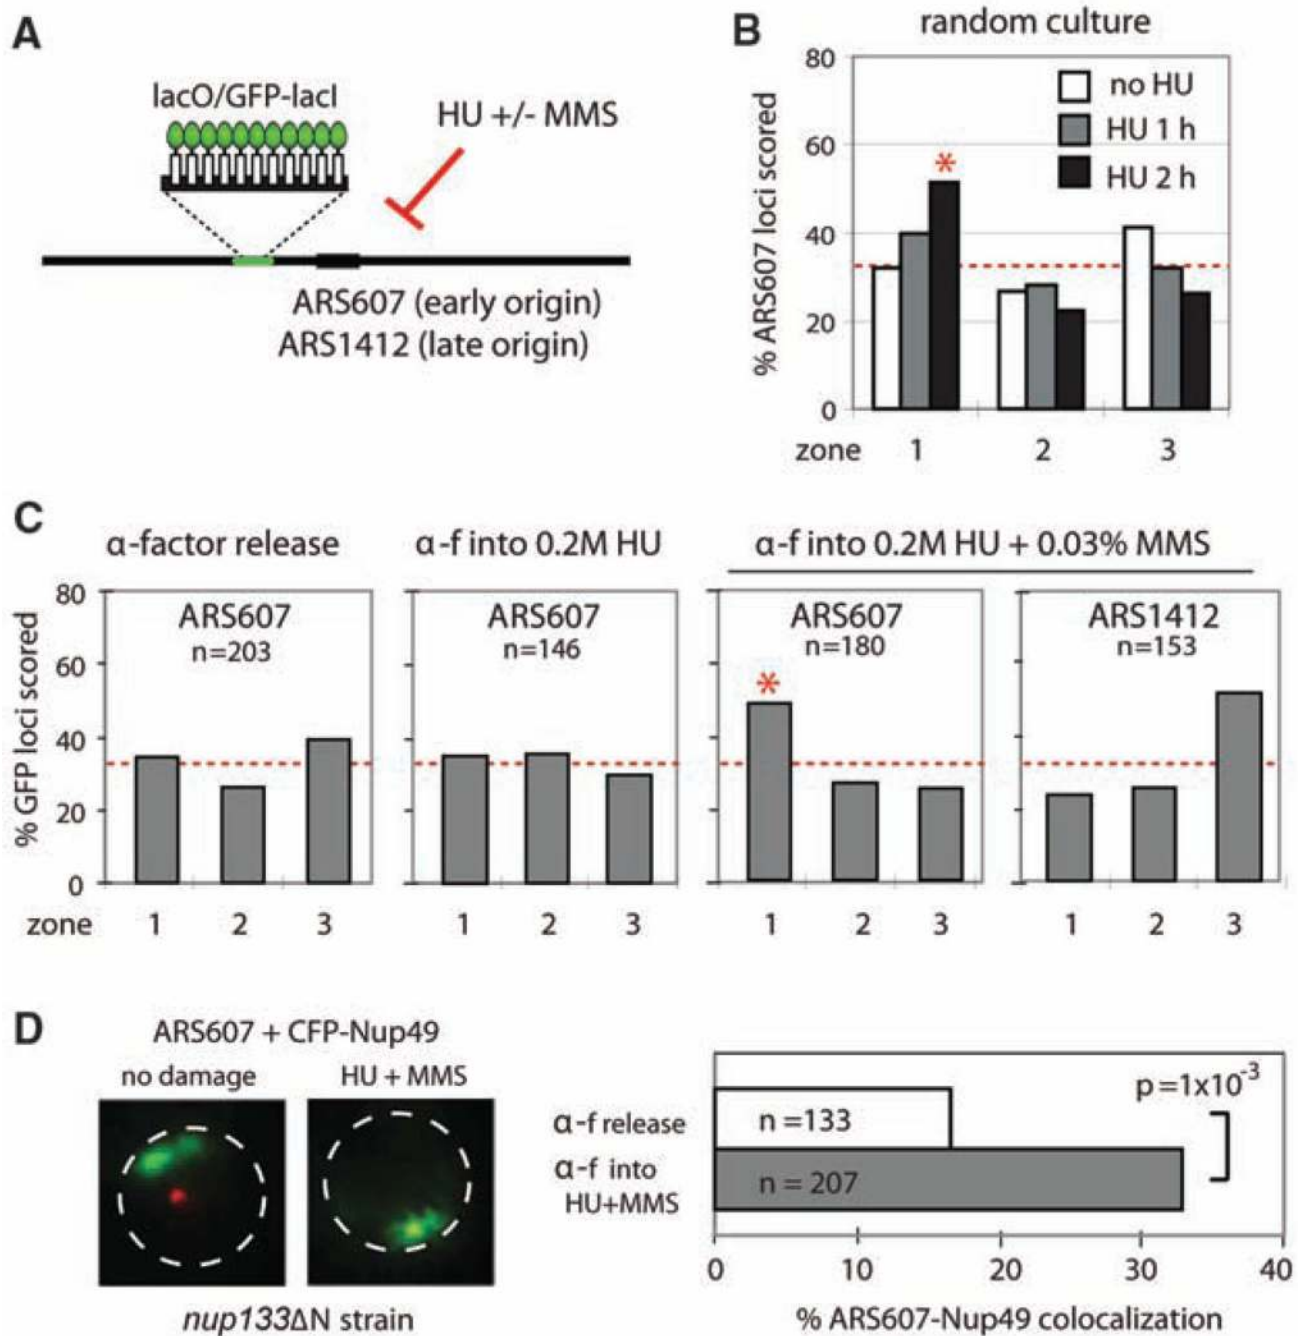 A
lacO/GFP-lacI
HU +/- MMS
ARS607 (early origin)
ARS1412 (late origin)
B
random culture
% ARS607 loci scored
80
60
40
20
0
no HU
HU 1 h
HU 2 h
*
zone 1 2 3
C
α-factor release
α-f into 0.2M HU
α-f into 0.2M HU + 0.03% MMS
% GFP loci scored
80
60
40
20
0
ARS607
n=203
ARS607
n=146
ARS607
n=180
*
ARS1412
n=153
zone 1 2 3 1 2 3 1 2 3 1 2 3
D
ARS607 + CFP-Nup49
no damage
HU + MMS
nup133ΔN strain
α-f release
α-f into
HU+MMS
n =133
n = 207
p=1x10⁻³
0 10 20 30 40
% ARS607-Nup49 colocalization